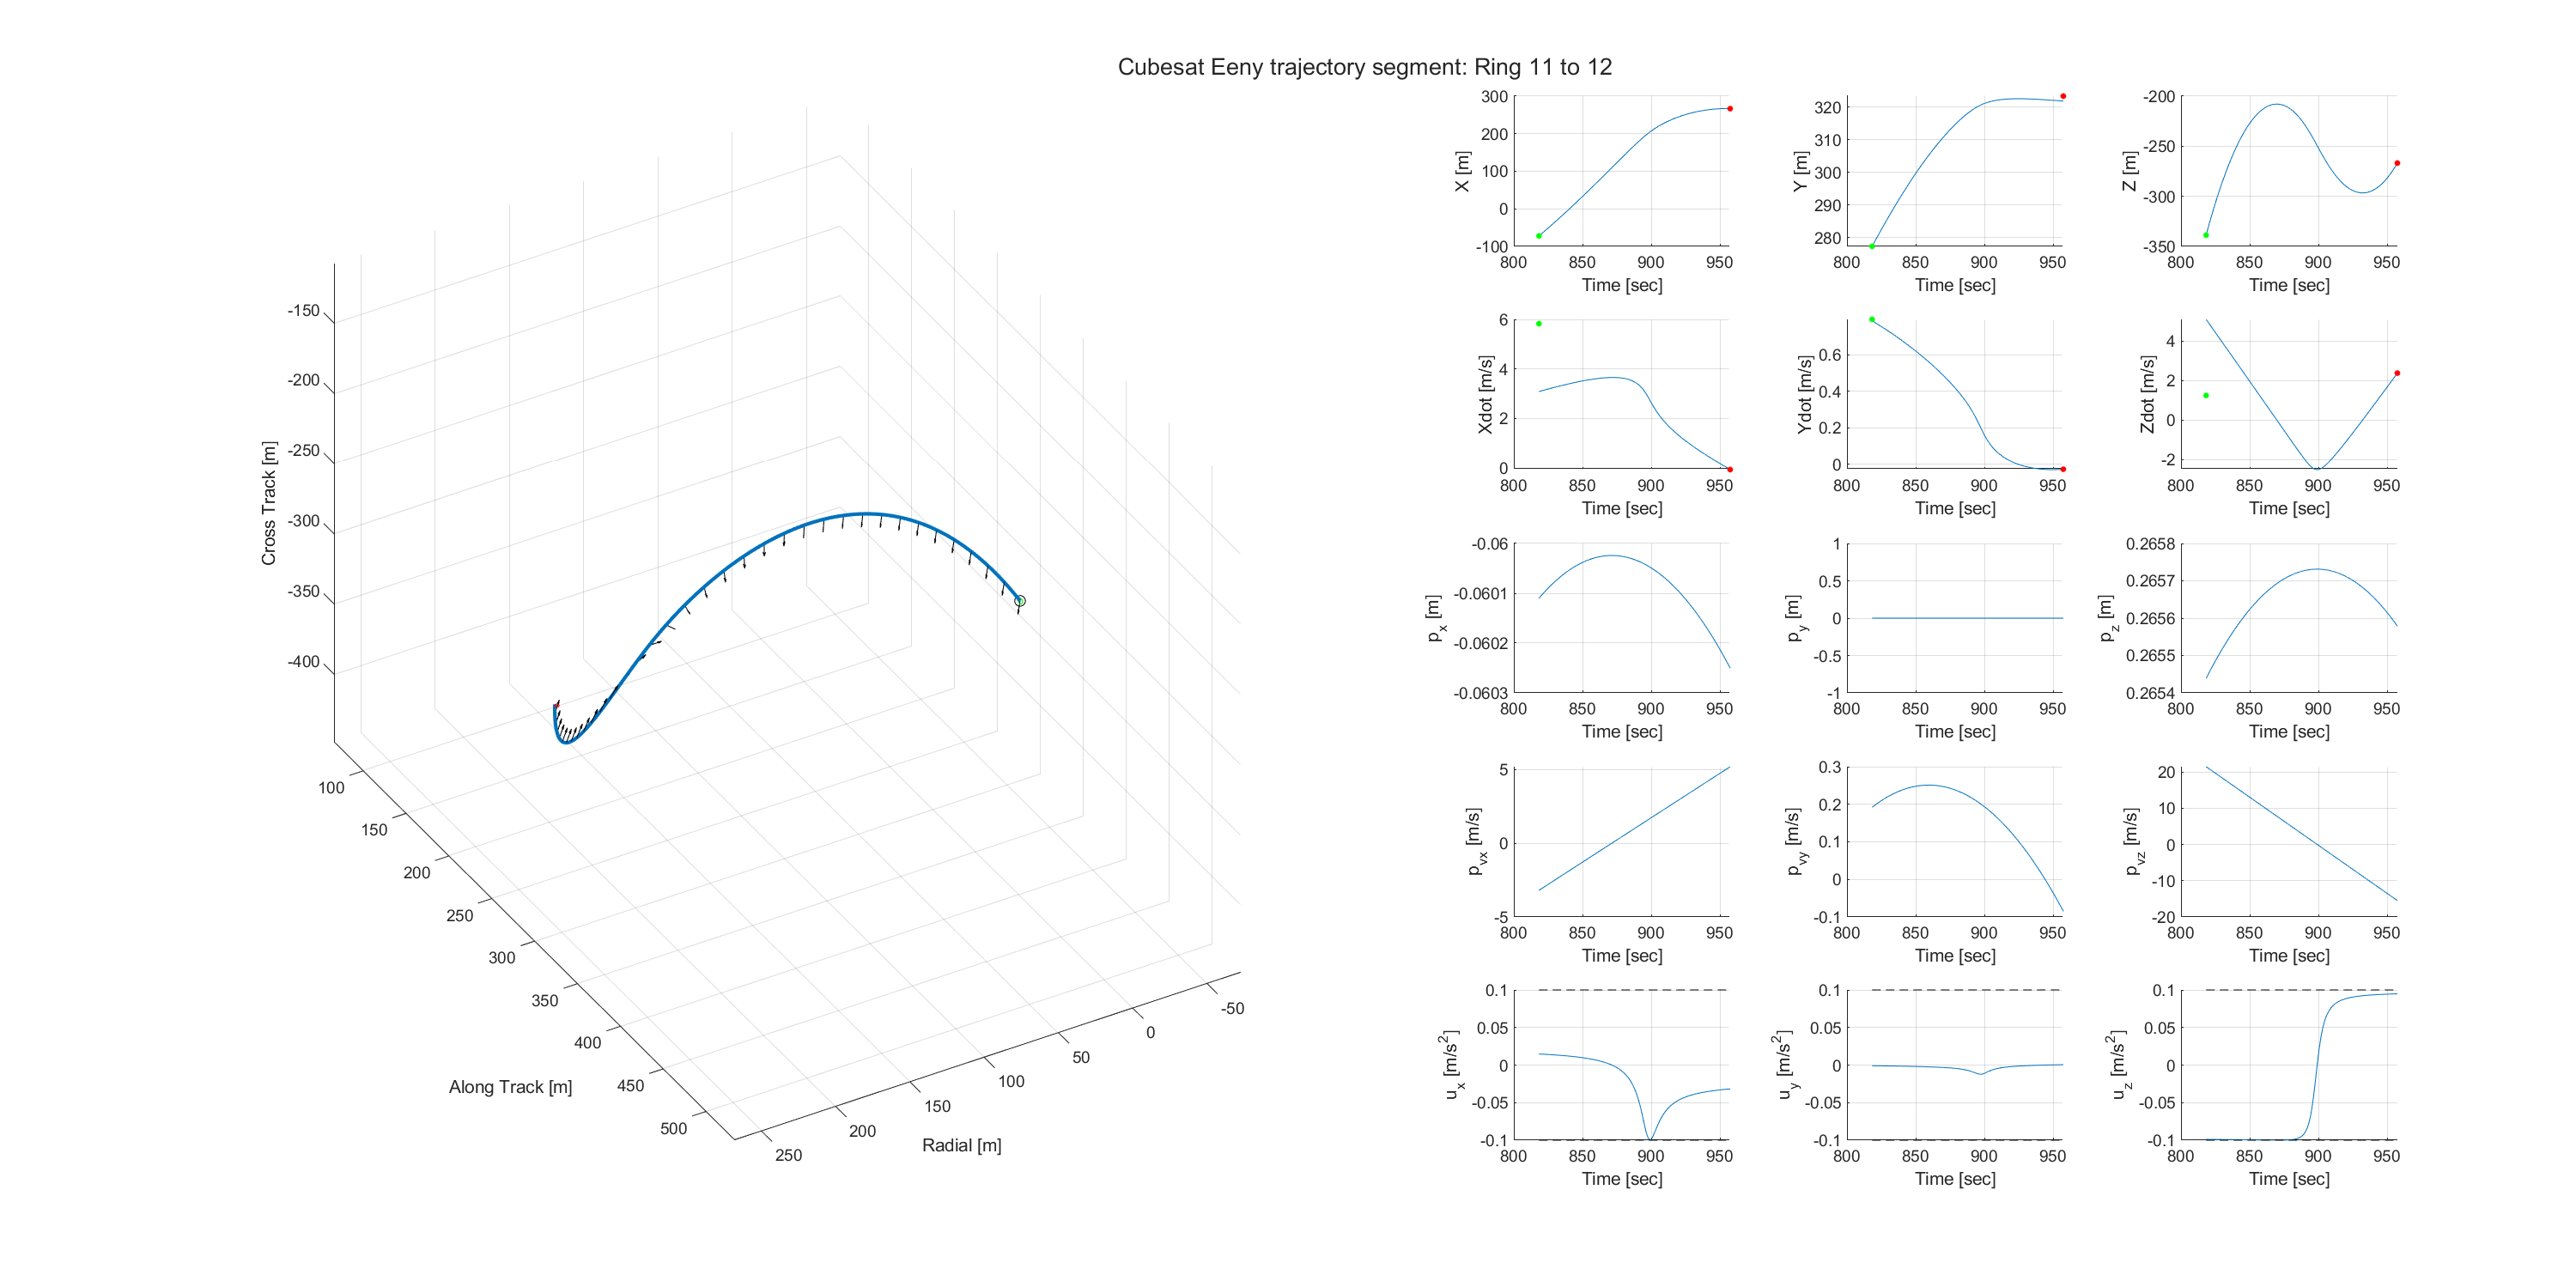 Cubesat Eeny trajectory segment: Ring 11 to 12
-150
-200
-250
-300
-350
-400
Cross Track [m]
100
150
200
250
300
350
400
450
500
Along Track [m]
250
200
150
100
50
0
-50
Radial [m]
300
200
100
0
-100
X [m]
800 850 900 950
Time [sec]
320
310
300
290
280
Y [m]
800 850 900 950
Time [sec]
-200
-250
-300
-350
Z [m]
800 850 900 950
Time [sec]
6
4
2
0
Xdot [m/s]
800 850 900 950
Time [sec]
0.6
0.4
0.2
0
Ydot [m/s]
800 850 900 950
Time [sec]
4
2
0
-2
Zdot [m/s]
800 850 900 950
Time [sec]
-0.06
-0.0601
-0.0602
-0.0603
p_x [m]
800 850 900 950
Time [sec]
1
0.5
0
-0.5
-1
p_y [m]
800 850 900 950
Time [sec]
0.2658
0.2657
0.2656
0.2655
0.2654
p_z [m]
800 850 900 950
Time [sec]
5
0
-5
p_vx [m/s]
800 850 900 950
Time [sec]
0.3
0.2
0.1
0
-0.1
p_vy [m/s]
800 850 900 950
Time [sec]
20
10
0
-10
-20
p_vz [m/s]
800 850 900 950
Time [sec]
0.1
0.05
0
-0.05
-0.1
u_x [m/s²]
800 850 900 950
Time [sec]
0.1
0.05
0
-0.05
-0.1
u_y [m/s²]
800 850 900 950
Time [sec]
0.1
0.05
0
-0.05
-0.1
u_z [m/s²]
800 850 900 950
Time [sec]